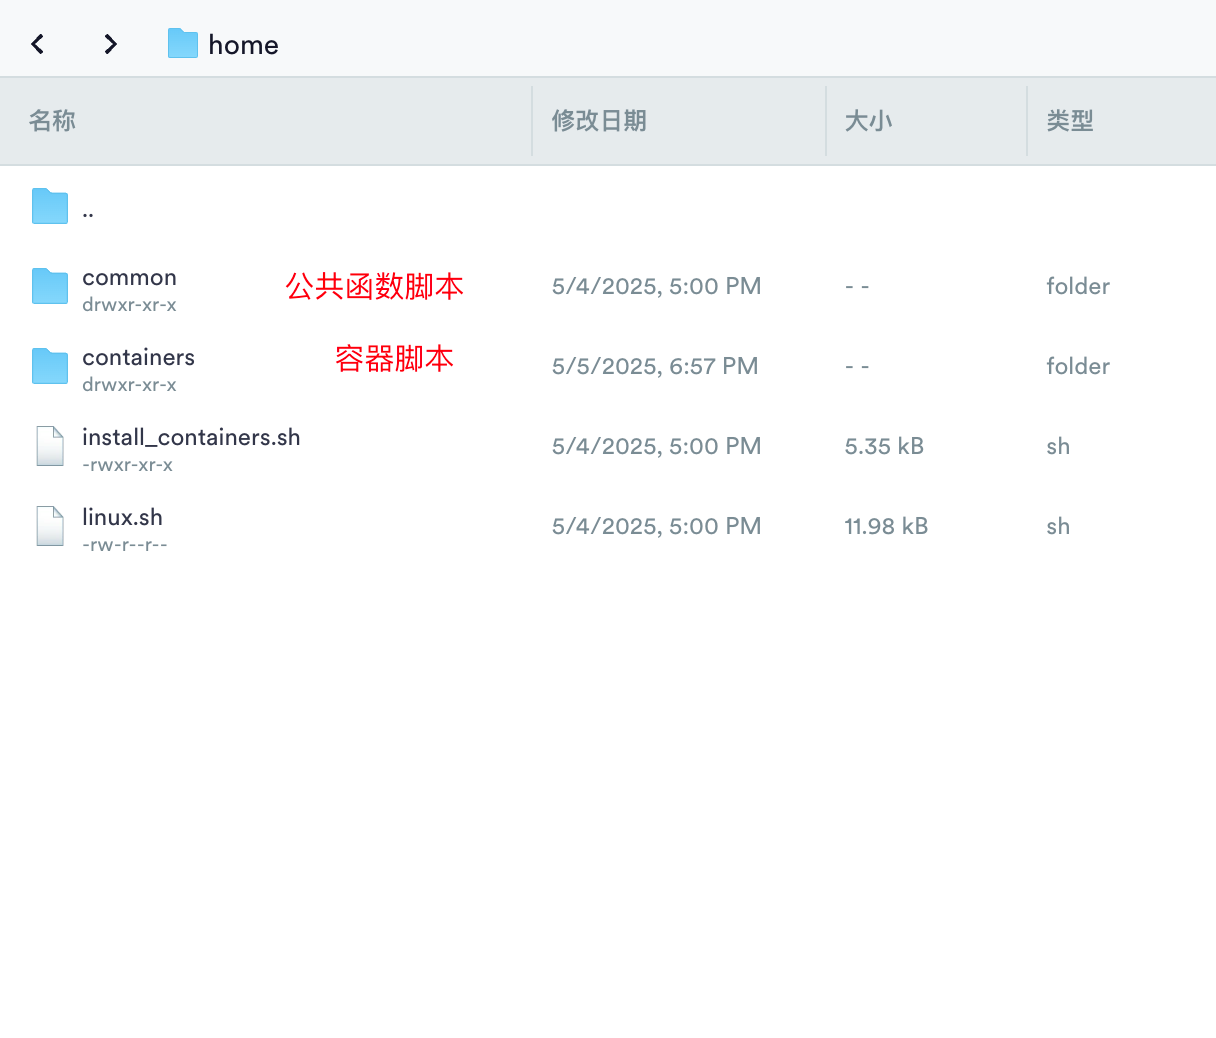 home
名称 修改日期 大小 类型
..
common 公共函数脚本 5/4/2025, 5:00 PM - - folder
drwxr-xr-x
containers 容器脚本 5/5/2025, 6:57 PM - - folder
drwxr-xr-x
install_containers.sh 5/4/2025, 5:00 PM 5.35 kB sh
-rwxr-xr-x
linux.sh 5/4/2025, 5:00 PM 11.98 kB sh
-rw-r--r--